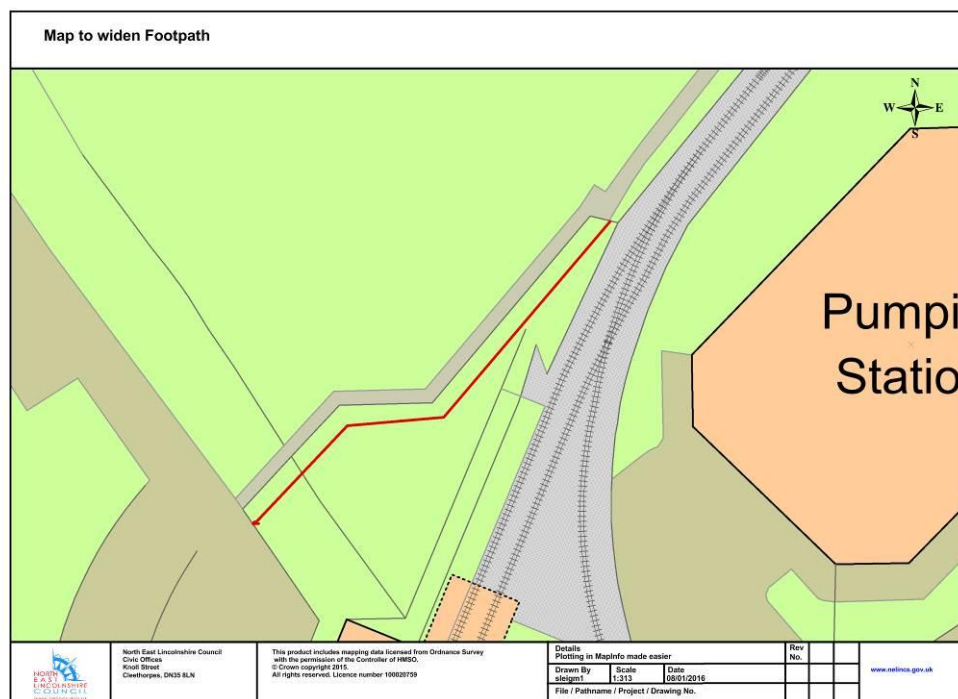 Map to widen Footpath
N
W E
S
Pumpi
Statio
NORTH
EAST
LINCOLNSHIRE
COUNCIL
North East Lincolnshire Council
Civic Offices
Knoll Street
Cleethorpes, DN35 8LN
This product includes mapping data licensed from Ordnance Survey
with the permission of the Controller of HMSO.
© Crown copyright 2015.
All rights reserved. Licence number 100020759
Details
Plotting in MapInfo made easier
Drawn By Scale Date
sleigm1 1:313 08/01/2016
File / Pathname / Project / Drawing No.
Rev
No.
www.nelincs.gov.uk